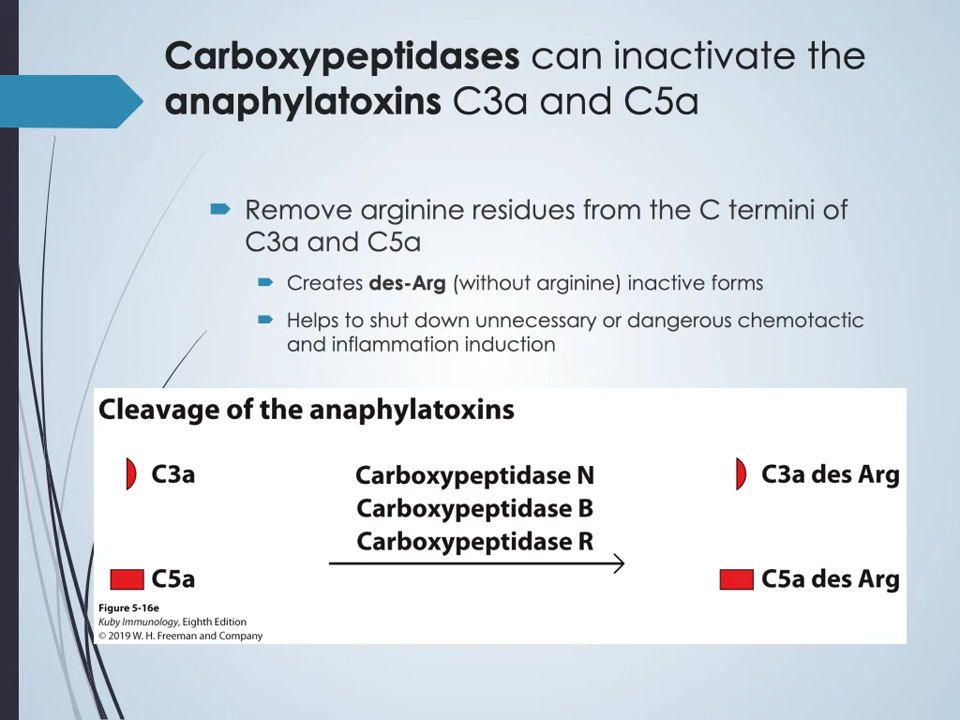 Carboxypeptidases can inactivate the
anaphylatoxins C3a and C5a
Remove arginine residues from the C termini of
C3a and C5a
Creates des-Arg (without arginine) inactive forms
Helps to shut down unnecessary or dangerous chemotactic
and inflammation induction
Cleavage of the anaphylatoxins
C3a
Carboxypeptidase N
Carboxypeptidase B
Carboxypeptidase R
C3a des Arg
C5a
C5a des Arg
Figure 5-16e
Kuby Immunology, Eighth Edition
© 2019 W. H. Freeman and Company